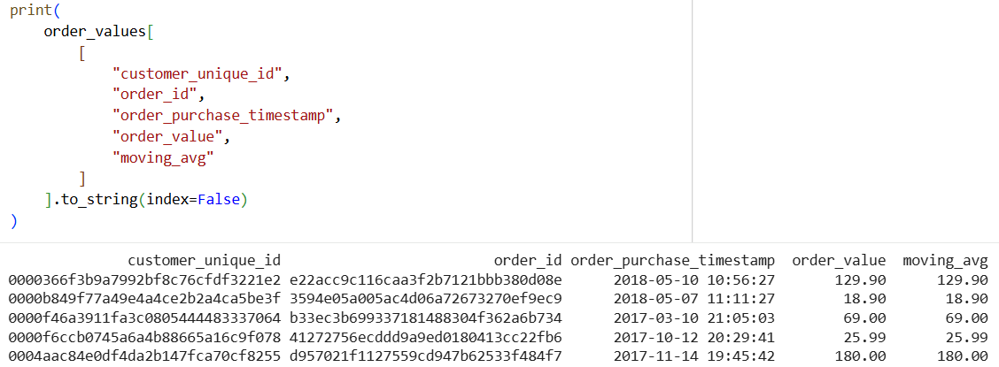 print(
    order_values[
        [
            "customer_unique_id",
            "order_id",
            "order_purchase_timestamp",
            "order_value",
            "moving_avg"
        ]
    ].to_string(index=False)
)
customer_unique_id order_id order_purchase_timestamp order_value moving_avg
0000366f3b9a7992bf8c76cfdf3221e2 e22acc9c116caa3f2b7121bbb380d08e 2018-05-10 10:56:27 129.90 129.90
0000b849f77a49e4a4ce2b2a4ca5be3f 3594e05a005ac4d06a72673270ef9ec9 2018-05-07 11:11:27 18.90 18.90
0000f46a3911fa3c0805444483337064 b33ec3b699337181488304f362a6b734 2017-03-10 21:05:03 69.00 69.00
0000f6ccb0745a6a4b88665a16c9f078 41272756ecddd9a9ed0180413cc22fb6 2017-10-12 20:29:41 25.99 25.99
0004aac84e0df4da2b147fca70cf8255 d957021f1127559cd947b62533f484f7 2017-11-14 19:45:42 180.00 180.00